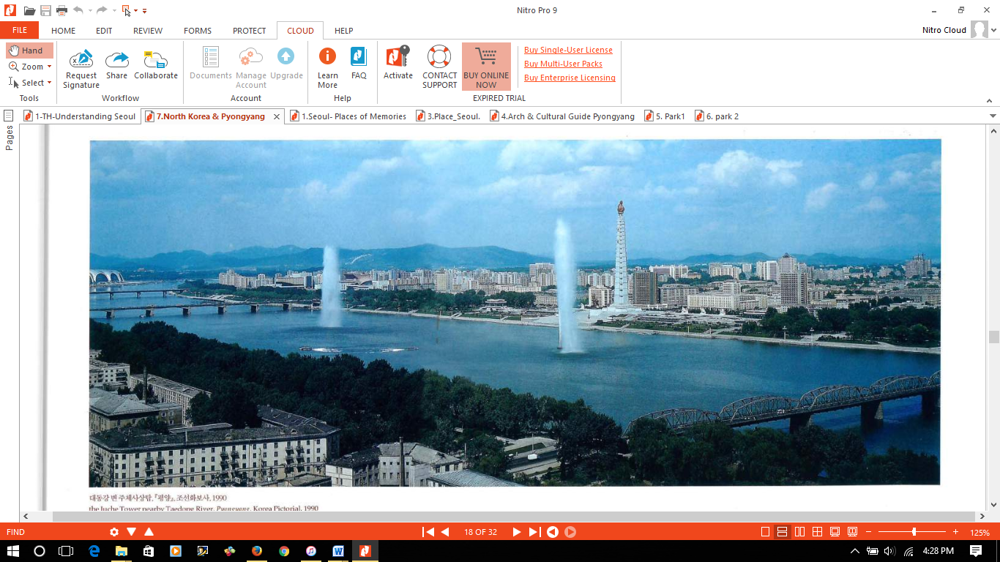 Nitro Pro 9
FILE
HOME
EDIT
REVIEW
FORMS
PROTECT
CLOUD
HELP
Nitro Cloud
Hand
Zoom
Select
Tools
Request Signature
Share
Collaborate
Workflow
Documents
Manage Account
Upgrade
Account
Learn More
FAQ
Help
Activate
CONTACT SUPPORT
BUY ONLINE NOW
Buy Single-User License
Buy Multi-User Packs
Buy Enterprise Licensing
EXPIRED TRIAL
1-TH-Understanding Seoul
7.North Korea & Pyongyang
1.Seoul- Places of Memories
3.Place_Seoul.
4.Arch & Cultural Guide Pyongyang
5. Park1
6. park 2
Pages
대동강 변 주체사상탑, 『평양』, 조선화보사, 1990
the Juche Tower nearby Taedong River, Pyongyang, Korea Pictorial, 1990
FIND
18 OF 32
125%
4:28 PM